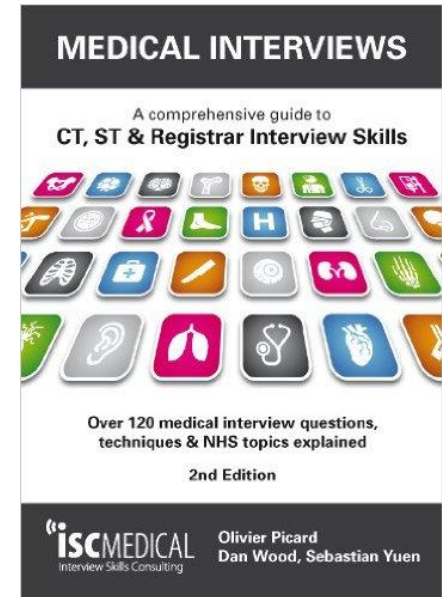 MEDICAL INTERVIEWS
A comprehensive guide to
CT, ST & Registrar Interview Skills
H
Over 120 medical interview questions,
techniques & NHS topics explained
2nd Edition
ISCMEDICAL
Interview Skills Consulting
Olivier Picard
Dan Wood, Sebastian Yuen